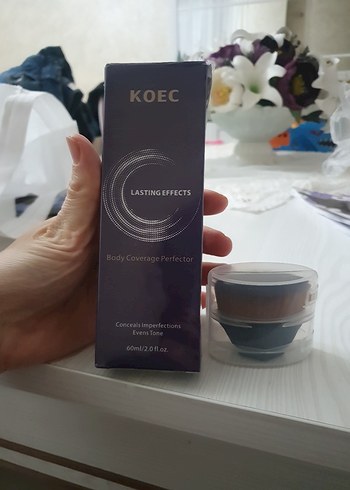 KOEC
LASTING EFFECTS
Body Coverage Perfector
Conceals Imperfections
Evens Tone
60ml/2.0 fl.oz.